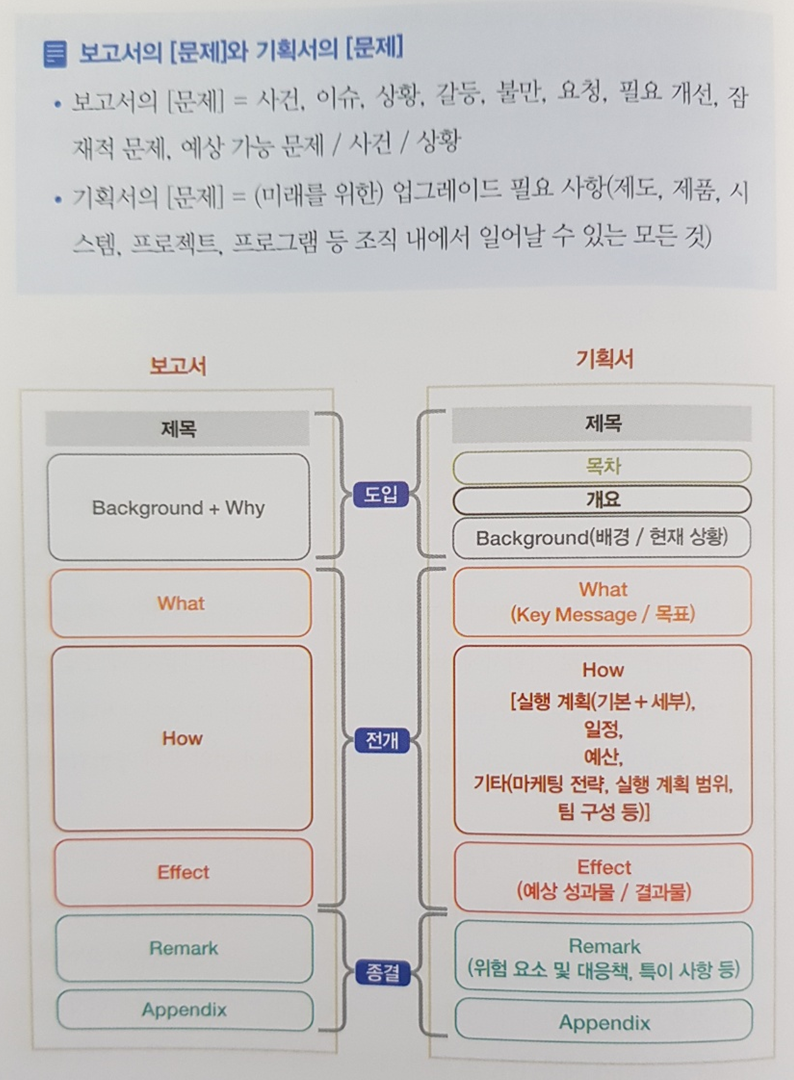 보고서의 [문제]와 기획서의 [문제]
• 보고서의 [문제] = 사건, 이슈, 상황, 갈등, 불만, 요청, 필요 개선, 잠
재적 문제, 예상 가능 문제 / 사건 / 상황
• 기획서의 [문제] = (미래를 위한) 업그레이드 필요 사항(제도, 제품, 시
스템, 프로젝트, 프로그램 등 조직 내에서 일어날 수 있는 모든 것)
보고서
제목
Background + Why
What
How
Effect
Remark
Appendix
도입
전개
종결
기획서
제목
목차
개요
Background(배경 / 현재 상황)
What
(Key Message / 목표)
How
[실행 계획(기본 + 세부),
일정,
예산,
기타(마케팅 전략, 실행 계획 범위,
팀 구성 등)]
Effect
(예상 성과물 / 결과물)
Remark
(위험 요소 및 대응책, 특이 사항 등)
Appendix